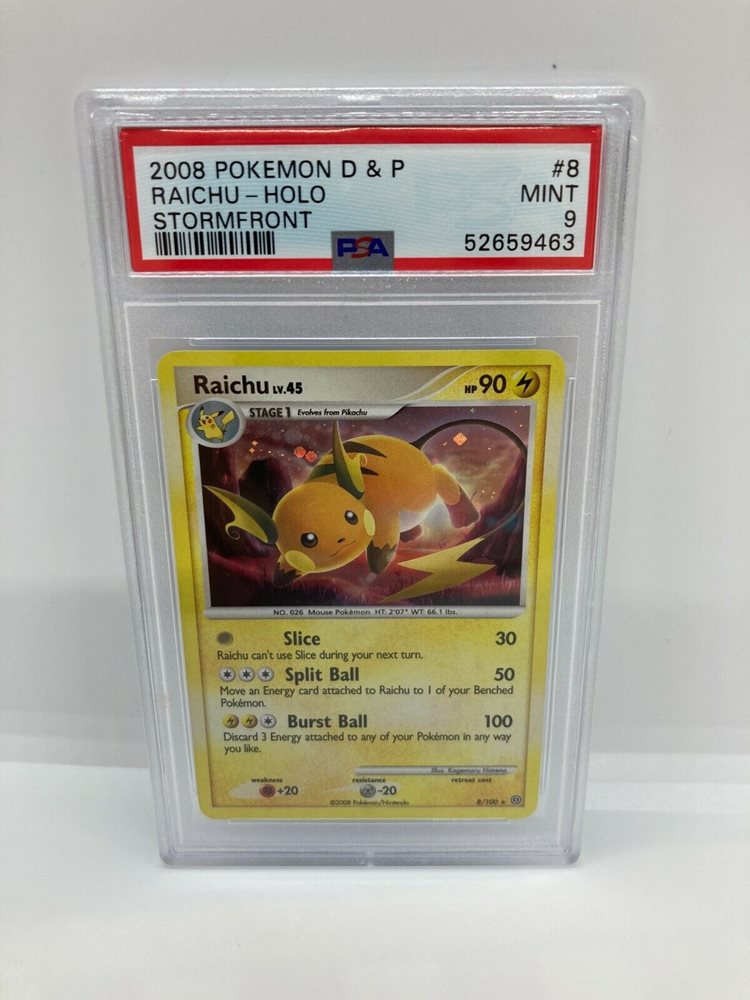 2008 POKEMON D & P #8
RAICHU – HOLO MINT
STORMFRONT 9
PSA 52659463
Raichu LV.45 HP 90
STAGE 1 Evolves from Pikachu
NO. 026 Mouse Pokémon HT: 2'07" WT: 66.1 lbs.
Slice 30
Raichu can't use Slice during your next turn.
Split Ball 50
Move an Energy card attached to Raichu to 1 of your Benched
Pokémon.
Burst Ball 100
Discard 3 Energy attached to any of your Pokémon in any way
you like.
Illus. Kagemaru Himeno
weakness resistance retreat cost
+20 -20
©2008 Pokémon/Nintendo 8/100